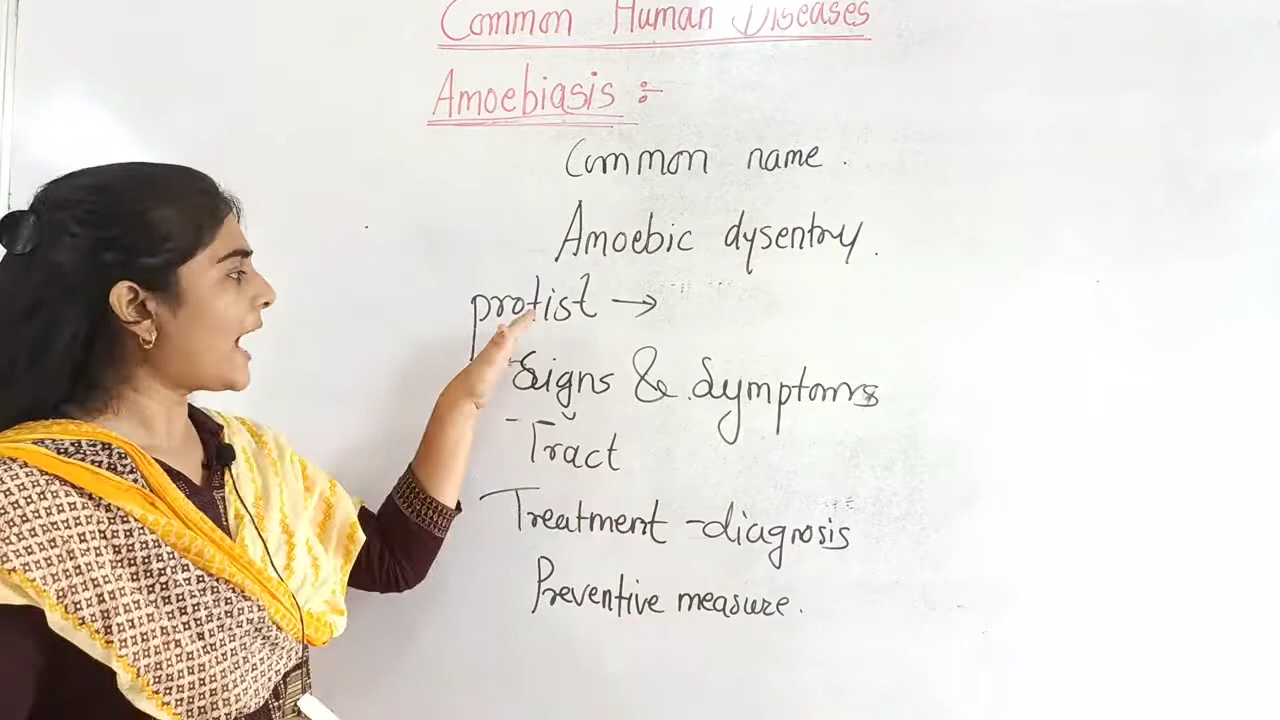 Common Human Diseases
Amoebiasis :-
Common name .
Amoebic dysentry .
protist →
Signs & Symptoms
Tract
Treatment - diagnosis
Preventive measure .